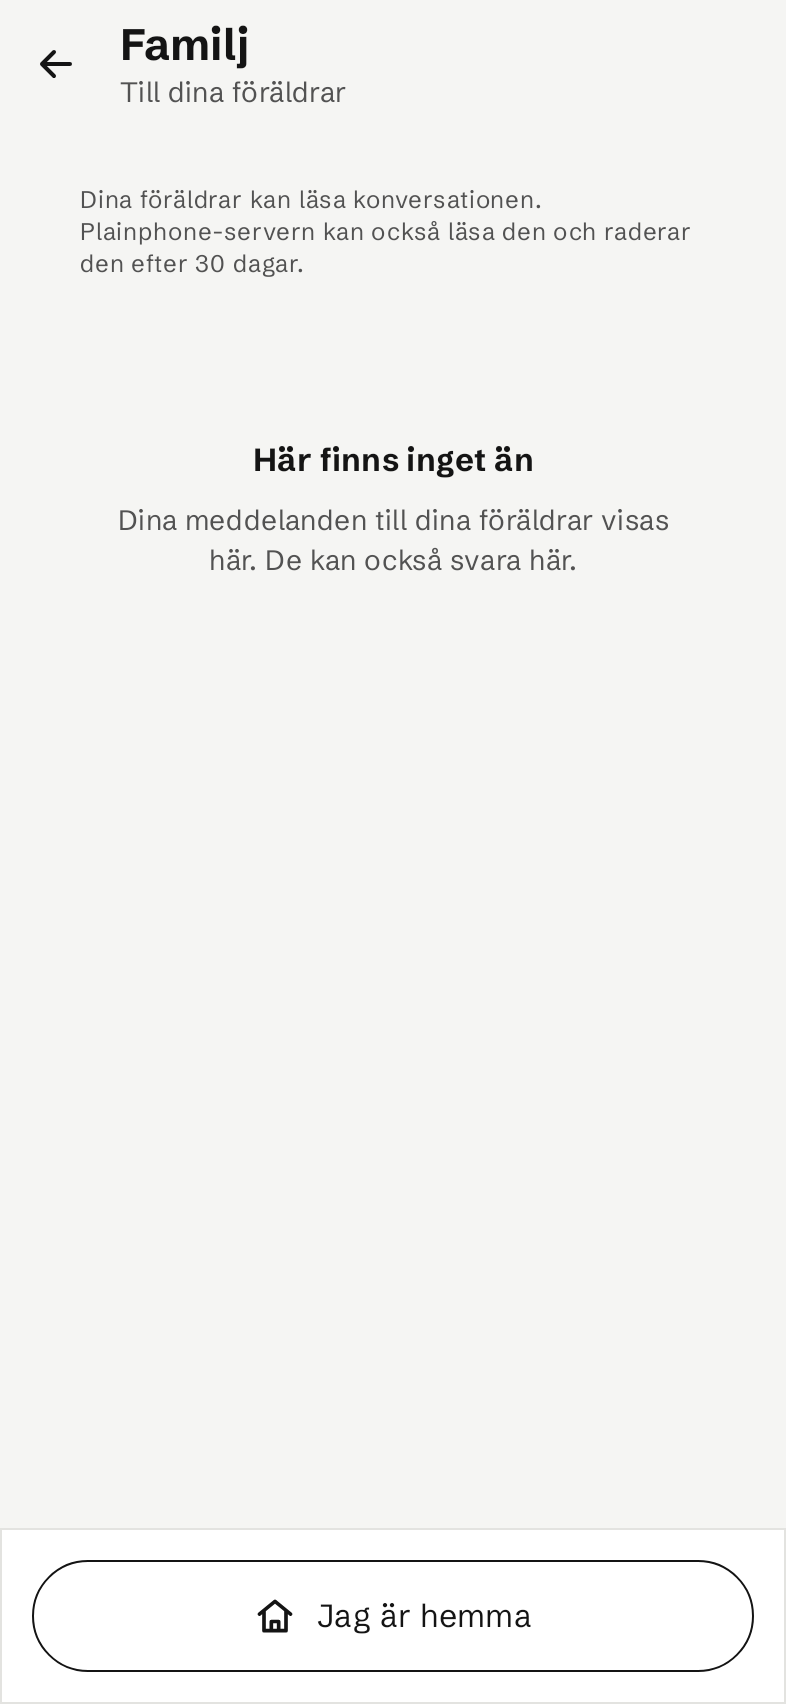 Familj
Till dina föräldrar
Dina föräldrar kan läsa konversationen.
Plainphone-servern kan också läsa den och raderar
den efter 30 dagar.
Här finns inget än
Dina meddelanden till dina föräldrar visas
här. De kan också svara här.
Jag är hemma